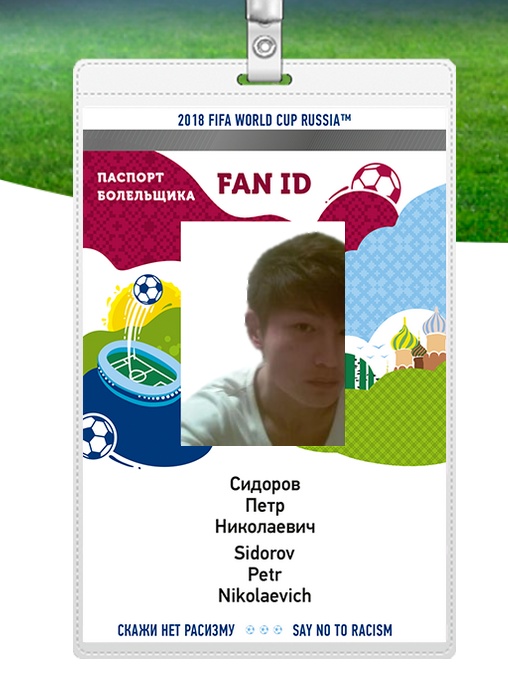 2018 FIFA WORLD CUP RUSSIA™
ПАСПОРТ
БОЛЕЛЬЩИКА
FAN ID
Сидоров
Петр
Николаевич
Sidorov
Petr
Nikolaevich
СКАЖИ НЕТ РАСИЗМУ SAY NO TO RACISM